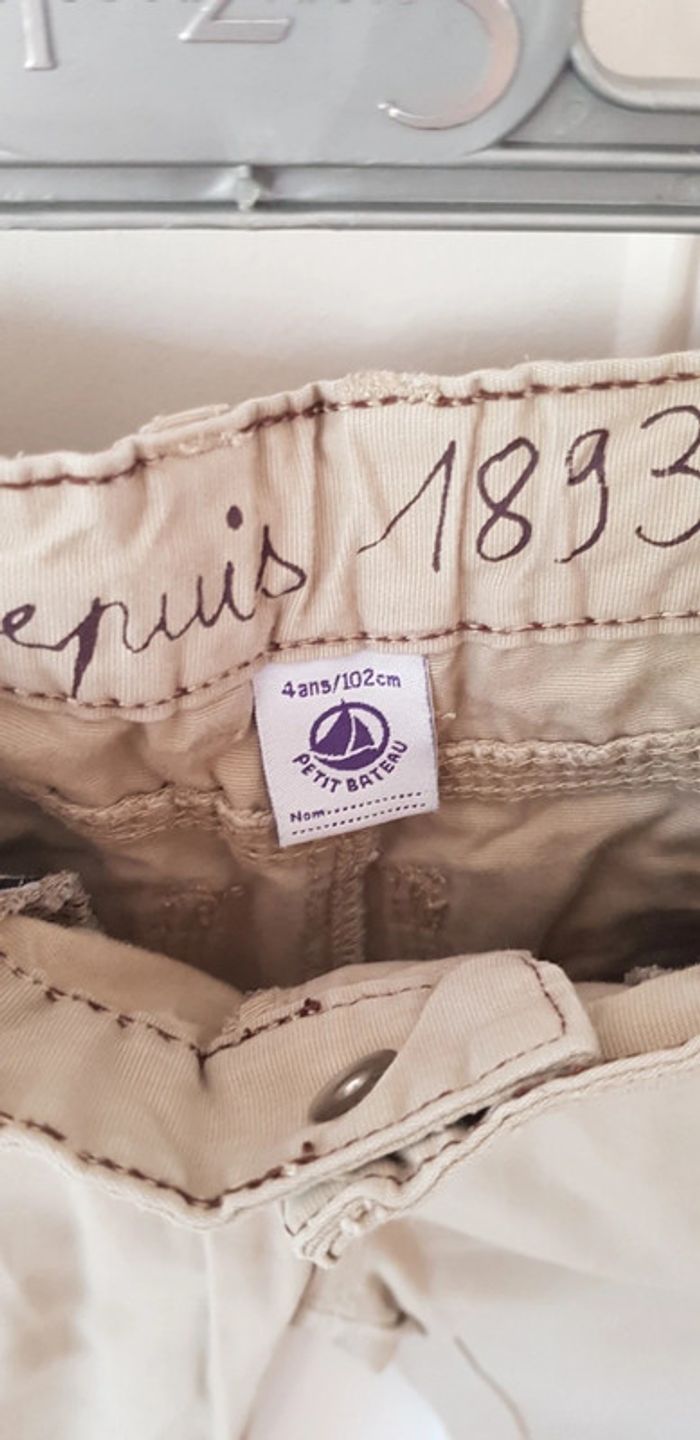 epuis 1893
4ans/102cm
PETIT BATEAU
Nom